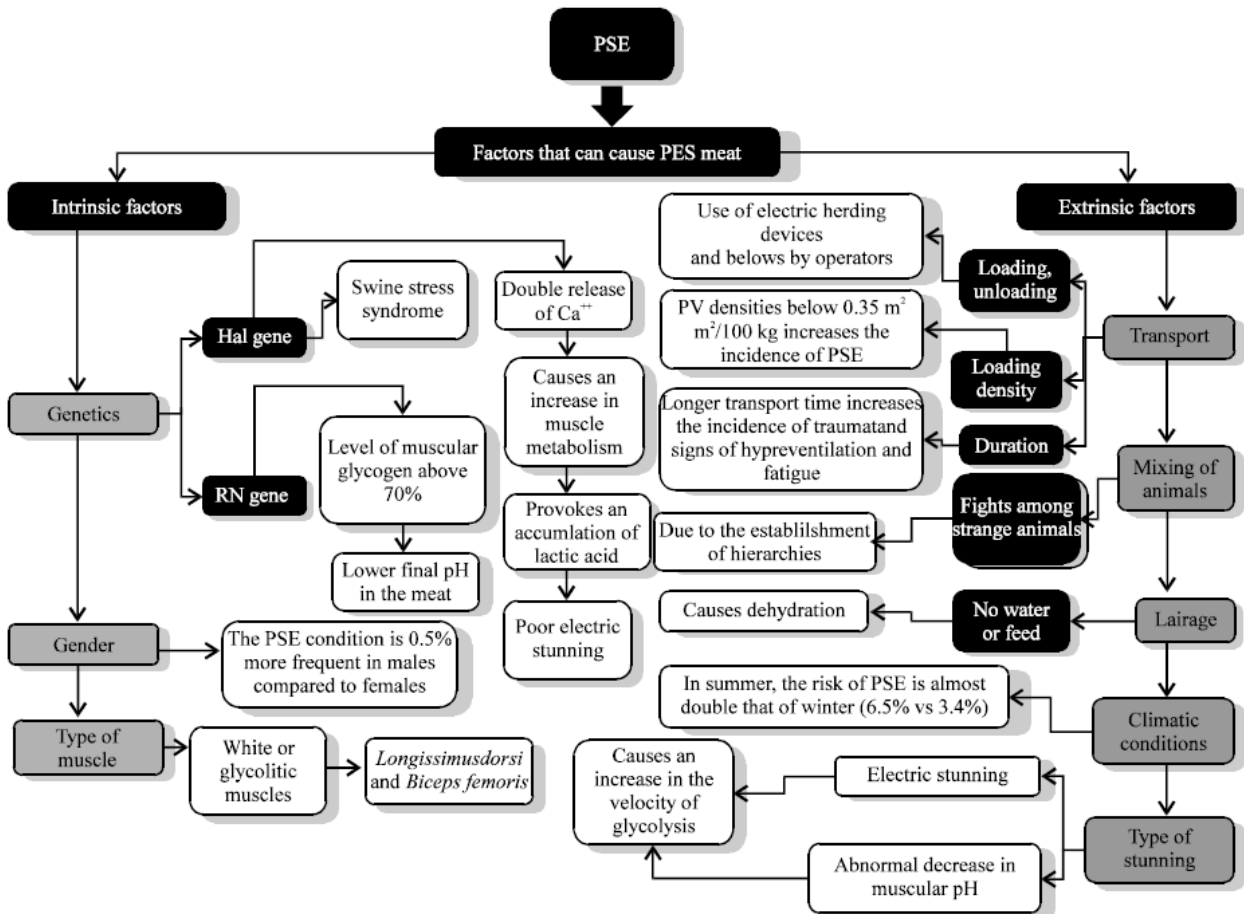 PSE
Factors that can cause PES meat
Intrinsic factors
Extrinsic factors
Genetics
Hal gene
Swine stress
syndrome
Double release
of Ca++
Causes an
increase in
muscle
metabolism
Provokes an
accumlation of
lactic acid
Poor electric
stunning
RN gene
Level of muscular
glycogen above
70%
Lower final pH
in the meat
Gender
The PSE condition is 0.5%
more frequent in males
compared to females
Type of
muscle
White or
glycolitic
muscles
Longissimusdorsi
and Biceps femoris
Transport
Loading,
unloading
Use of electric herding
devices
and belows by operators
Loading
density
PV densities below 0.35 m²
m²/100 kg increases the
incidence of PSE
Duration
Longer transport time increases
the incidence of traumatand
signs of hypreventilation and
fatigue
Mixing of
animals
Fights among
strange animals
Due to the establilshment
of hierarchies
Lairage
No water
or feed
Causes dehydration
Climatic
conditions
In summer, the risk of PSE is almost
double that of winter (6.5% vs 3.4%)
Type of
stunning
Electric stunning
Abnormal decrease in
muscular pH
Causes an
increase in the
velocity of
glycolysis